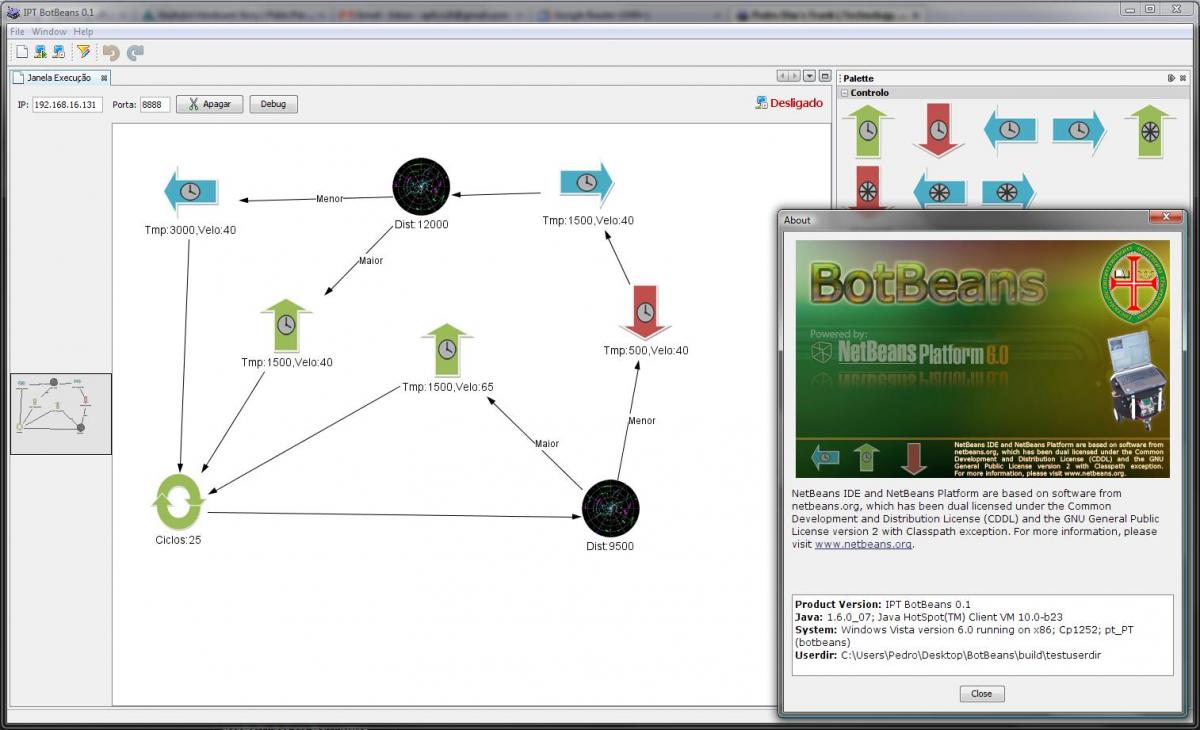 IPT BotBeans 0.1
File Window Help
Janela Execução
IP: 192.168.16.131 Porta: 8888 Apagar Debug Desligado
Palette
Controlo
Menor
Tmp:3000,Velo:40
Dist:12000
Tmp:1500,Velo:40
Maior
Tmp:1500,Velo:40
Tmp:1500,Velo:65
Tmp:500,Velo:40
Menor
Maior
Ciclos:25
Dist:9500
About
BotBeans
Powered by:
NetBeans Platform 6.0
NetBeans IDE and NetBeans Platform are based on software from
netbeans.org, which has been dual licensed under the Common
Development and Distribution License (CDDL) and the GNU
General Public License version 2 with Classpath exception.
For more information, please visit www.netbeans.org.
NetBeans IDE and NetBeans Platform are based on software from
netbeans.org, which has been dual licensed under the Common
Development and Distribution License (CDDL) and the GNU General Public
License version 2 with Classpath exception. For more information, please
visit www.netbeans.org.
Product Version: IPT BotBeans 0.1
Java: 1.6.0_07; Java HotSpot(TM) Client VM 10.0-b23
System: Windows Vista version 6.0 running on x86; Cp1252; pt_PT
(botbeans)
Userdir: C:\Users\Pedro\Desktop\BotBeans\build\testuserdir
Close